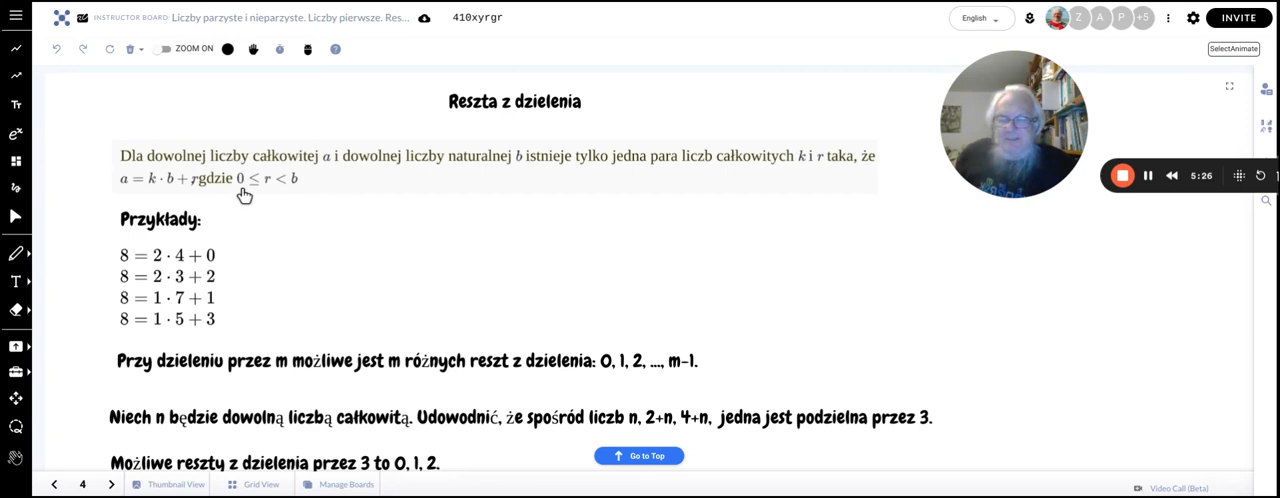 INSTRUCTOR BOARD: Liczby parzyste i nieparzyste. Liczby pierwsze. Res... 410xyrgr English Z A P +5 INVITE
ZOOM ON SelectAnimate
Reszta z dzielenia
Dla dowolnej liczby całkowitej a i dowolnej liczby naturalnej b istnieje tylko jedna para liczb całkowitych k i r taka, że
a = k · b + r gdzie 0 ≤ r < b
5:26
Przykłady:
8 = 2 · 4 + 0
8 = 2 · 3 + 2
8 = 1 · 7 + 1
8 = 1 · 5 + 3
Przy dzieleniu przez m możliwe jest m różnych reszt z dzielenia: 0, 1, 2, ..., m-1.
Niech n będzie dowolną liczbą całkowitą. Udowodnić, że spośród liczb n, 2+n, 4+n, jedna jest podzielna przez 3.
Go to Top
Możliwe reszty z dzielenia przez 3 to 0, 1, 2.
4 Thumbnail View Grid View Manage Boards Video Call (Beta)